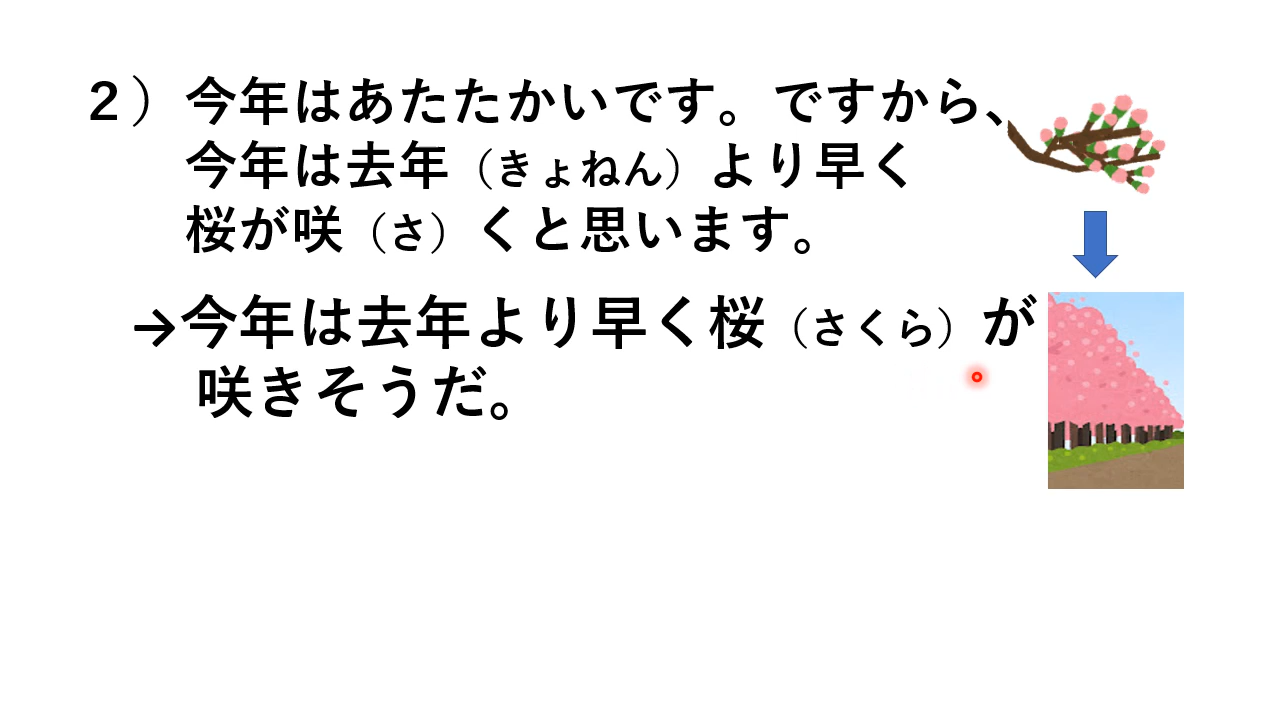 ２）今年はあたたかいです。ですから、
今年は去年（きょねん）より早く
桜が咲（さ）くと思います。
→今年は去年より早く桜（さくら）が
咲きそうだ。